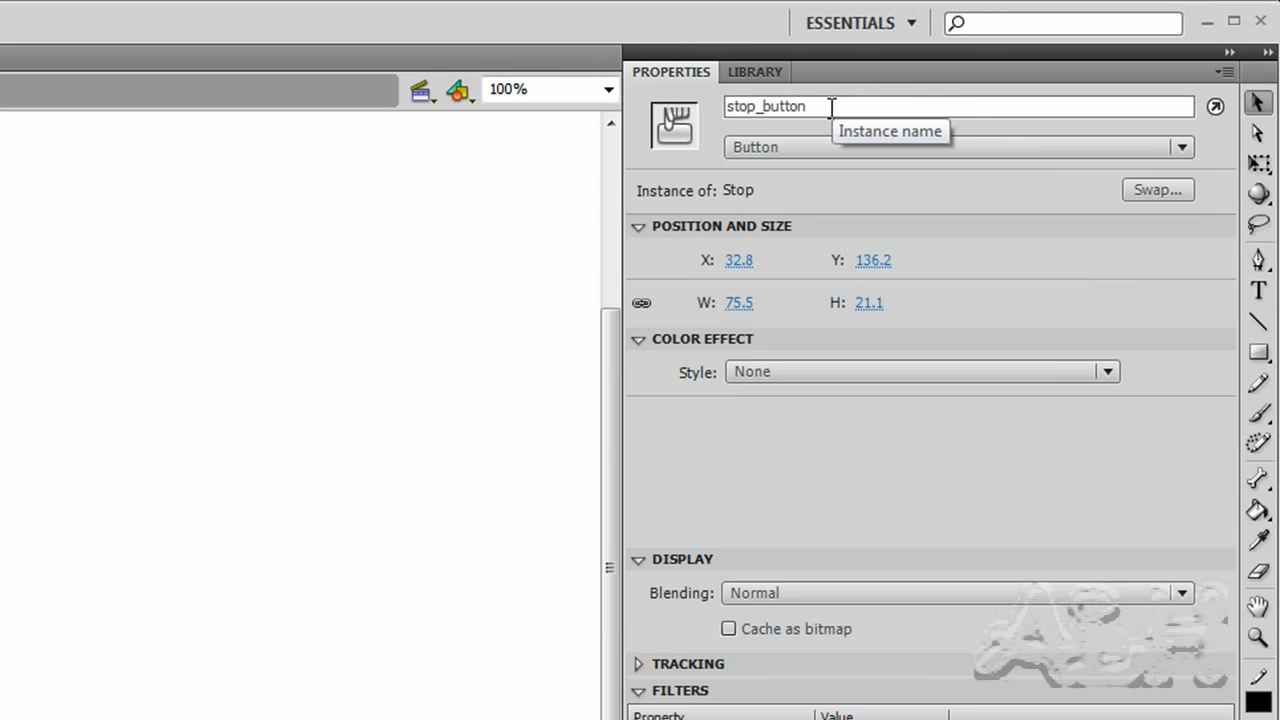 ESSENTIALS
PROPERTIES LIBRARY
100%
stop_button
Instance name
Button
Instance of: Stop
Swap...
POSITION AND SIZE
X: 32.8 Y: 136.2
W: 75.5 H: 21.1
COLOR EFFECT
Style: None
DISPLAY
Blending: Normal
Cache as bitmap
TRACKING
FILTERS
Property Value